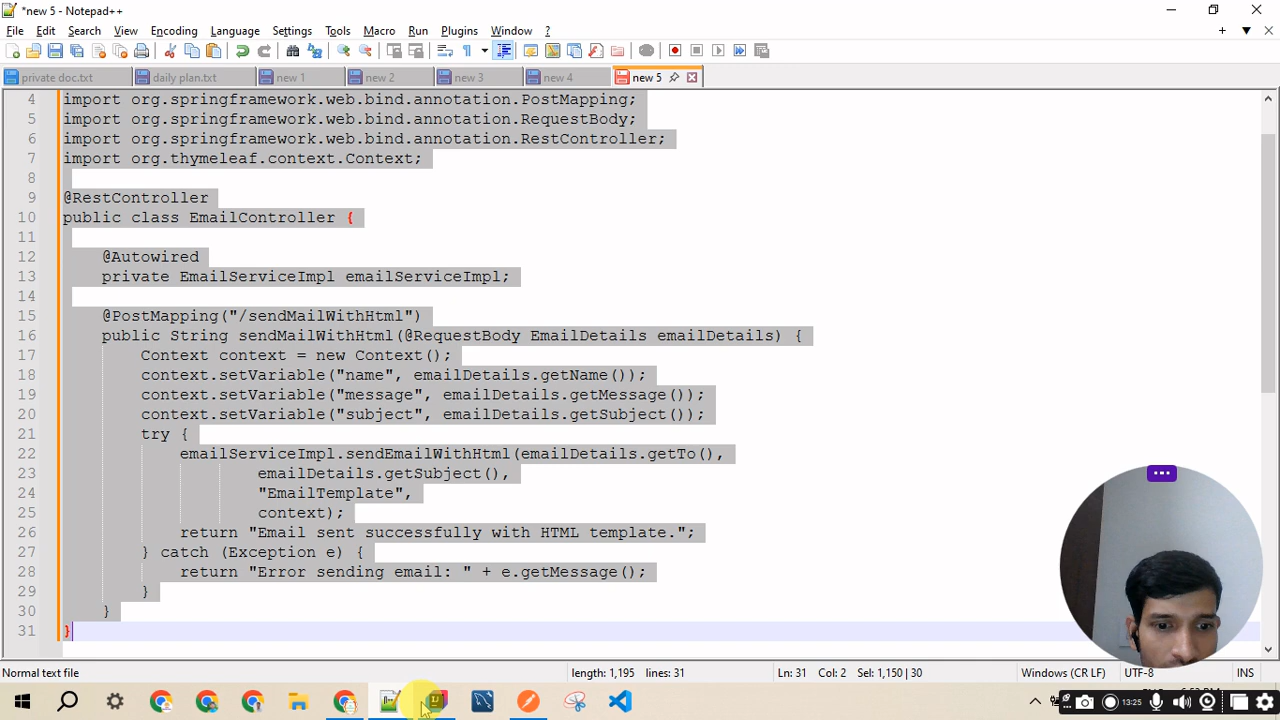 *new 5 - Notepad++
File Edit Search View Encoding Language Settings Tools Macro Run Plugins Window ?
private doc.txt daily plan.txt new 1 new 2 new 3 new 4 new 5
4 import org.springframework.web.bind.annotation.PostMapping;
5 import org.springframework.web.bind.annotation.RequestBody;
6 import org.springframework.web.bind.annotation.RestController;
7 import org.thymeleaf.context.Context;
8
9 @RestController
10 public class EmailController {
11
12 @Autowired
13 private EmailServiceImpl emailServiceImpl;
14
15 @PostMapping("/sendMailWithHtml")
16 public String sendMailWithHtml(@RequestBody EmailDetails emailDetails) {
17 Context context = new Context();
18 context.setVariable("name", emailDetails.getName());
19 context.setVariable("message", emailDetails.getMessage());
20 context.setVariable("subject", emailDetails.getSubject());
21 try {
22 emailServiceImpl.sendEmailWithHtml(emailDetails.getTo(),
23 emailDetails.getSubject(),
24 "EmailTemplate",
25 context);
26 return "Email sent successfully with HTML template.";
27 } catch (Exception e) {
28 return "Error sending email: " + e.getMessage();
29 }
30 }
31 }
Normal text file length: 1,195 lines: 31 Ln: 31 Col: 2 Sel: 1,150 | 30 Windows (CR LF) UTF-8 INS
13:25